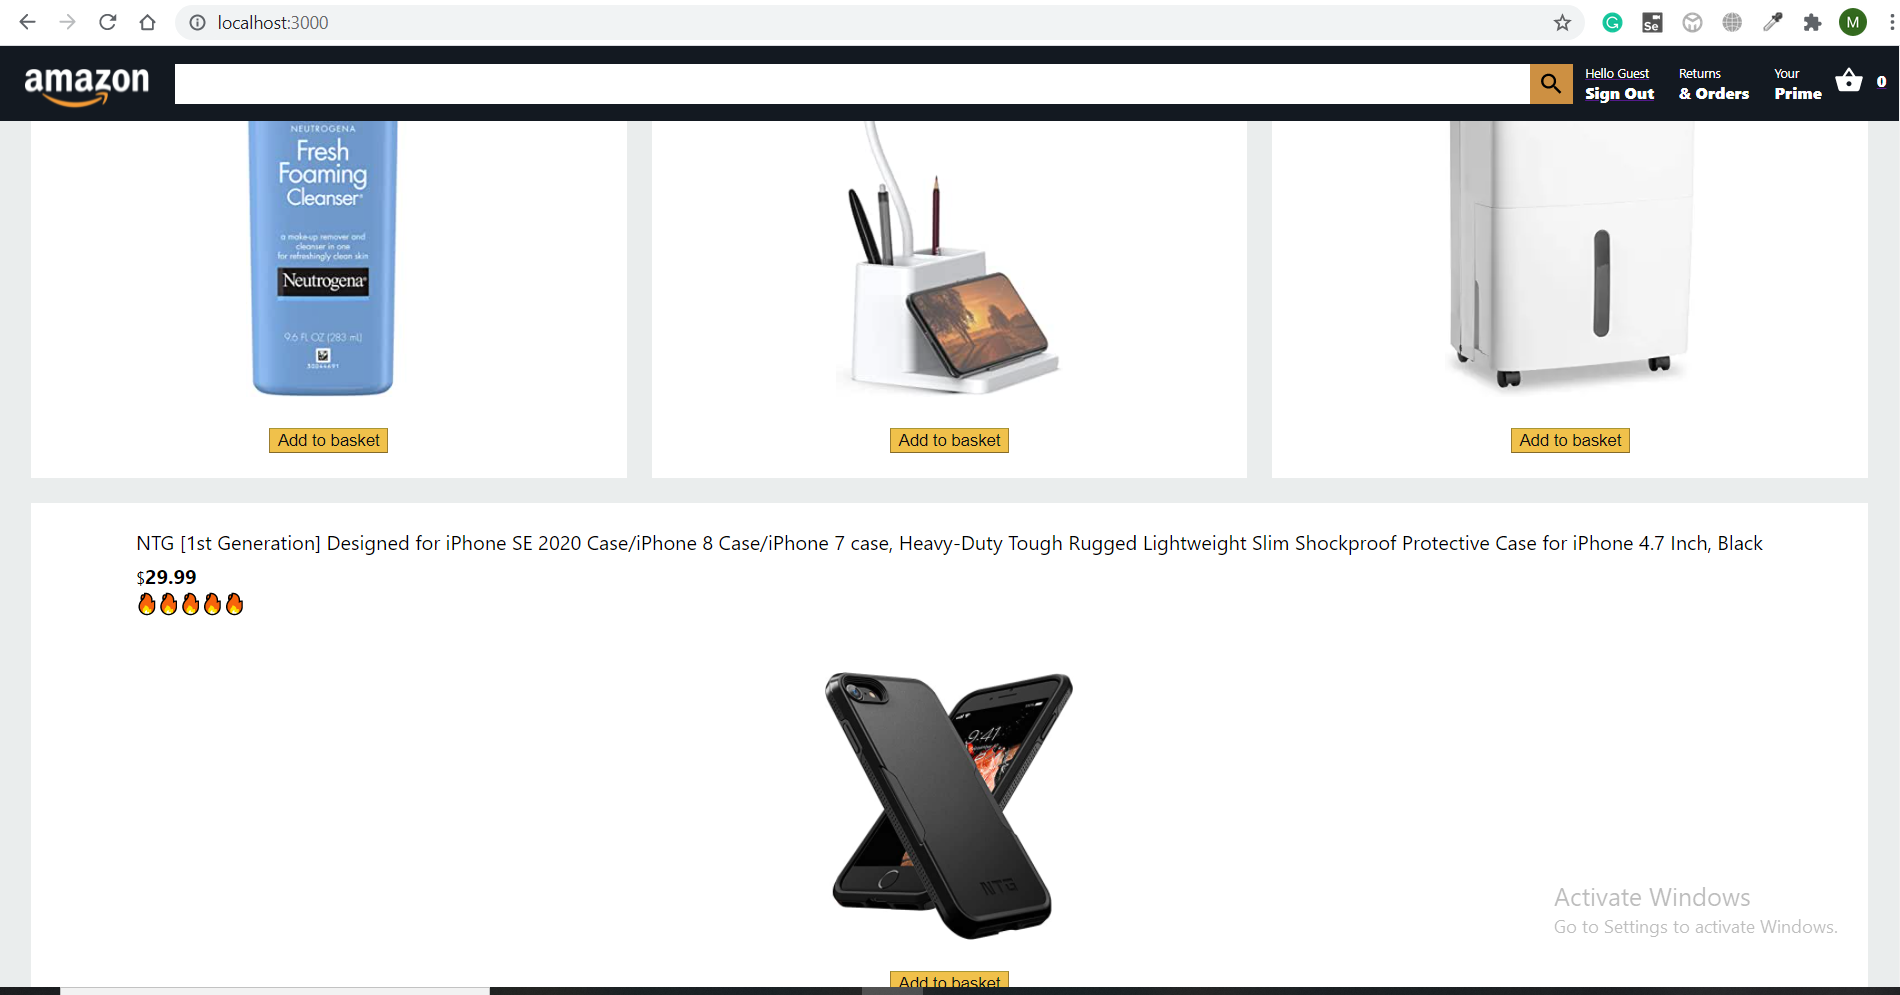 localhost:3000
M
amazon
Hello Guest
Sign Out
Returns
& Orders
Your
Prime
0
NEUTROGENA
Fresh
Foaming
Cleanser
a make-up remover and
cleanser in one
for refreshingly clean skin
Neutrogena®
9.6 FL OZ (283 mL)
Add to basket
Add to basket
Add to basket
NTG [1st Generation] Designed for iPhone SE 2020 Case/iPhone 8 Case/iPhone 7 case, Heavy-Duty Tough Rugged Lightweight Slim Shockproof Protective Case for iPhone 4.7 Inch, Black
$29.99
9:41
NTG
Activate Windows
Go to Settings to activate Windows.
Add to basket